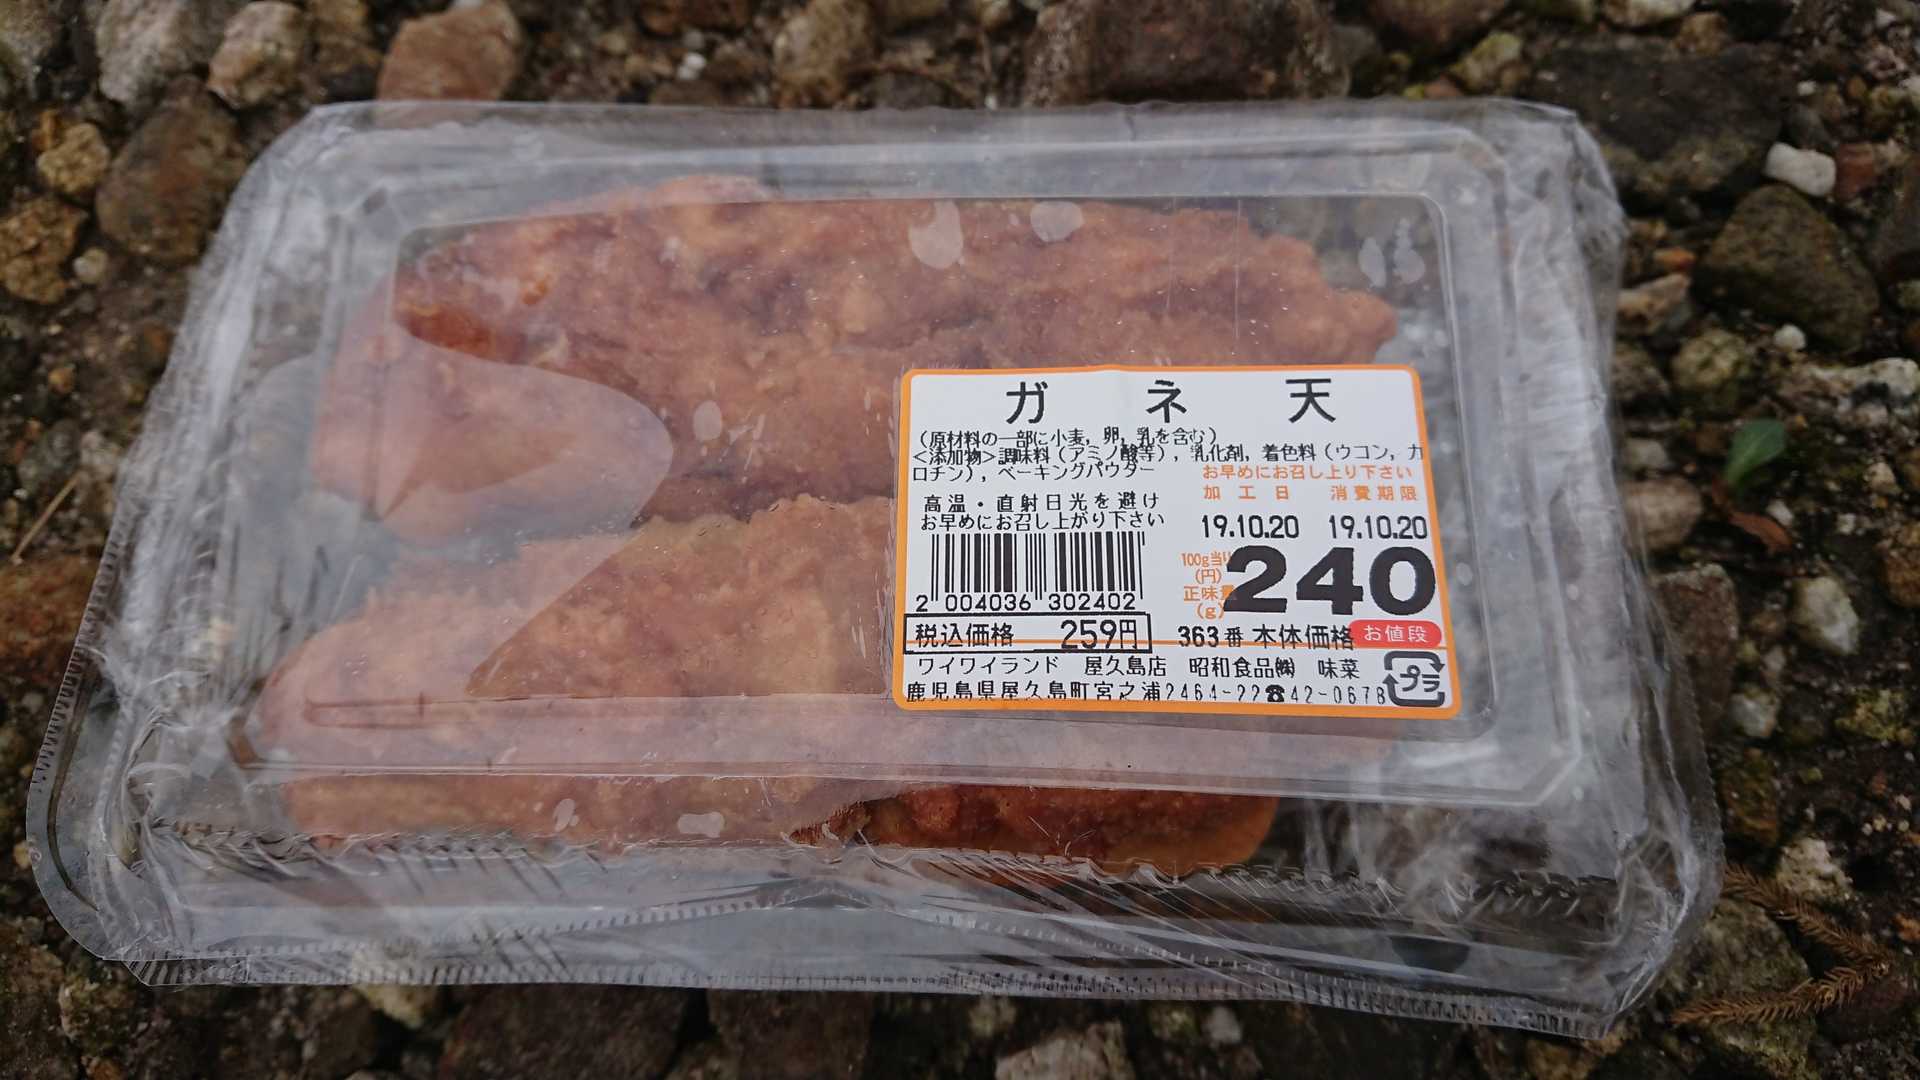 ガネ天
(原材料の一部に小麦，卵，乳を含む)
<添加物>調味料(アミノ酸等)，乳化剤，着色料(ウコン，カ
ロチン)，ベーキングパウダー
お早めにお召し上り下さい
加工日 消費期限
高温・直射日光を避け
お早めにお召し上がり下さい
19.10.20 19.10.20
100g当り
(円)
240
正味量
(g)
2 004036 302402
税込価格 259円 363番 本体価格 お値段
ワイワイランド 屋久島店 昭和食品㈱ 味菜
鹿児島県屋久島町宮之浦2464-22☎42-0678
プラ